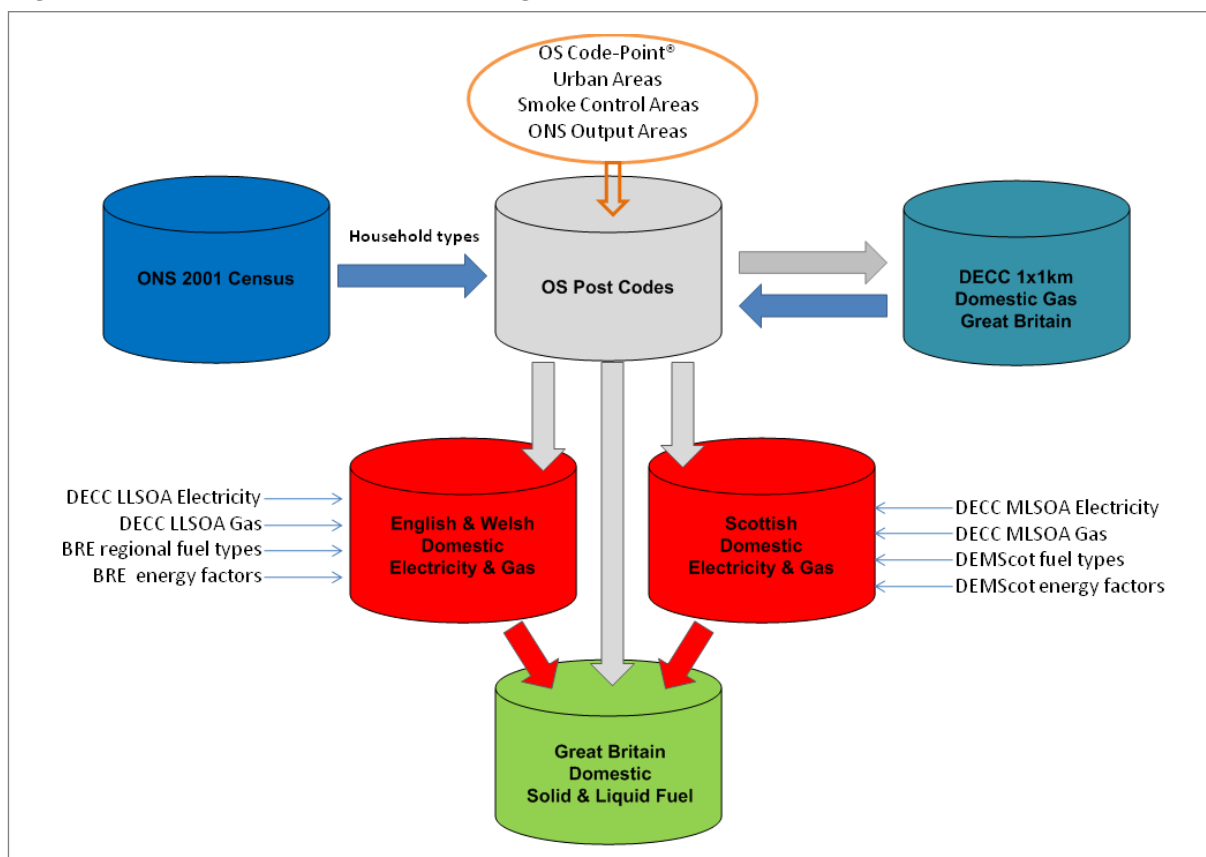 OS Code-Point®
Urban Areas
Smoke Control Areas
ONS Output Areas
ONS 2001 Census
Household types
OS Post Codes
DECC 1x1km
Domestic Gas
Great Britain
DECC LLSOA Electricity
DECC LLSOA Gas
BRE regional fuel types
BRE energy factors
English & Welsh
Domestic
Electricity & Gas
Scottish
Domestic
Electricity & Gas
DECC MLSOA Electricity
DECC MLSOA Gas
DEMScot fuel types
DEMScot energy factors
Great Britain
Domestic
Solid & Liquid Fuel